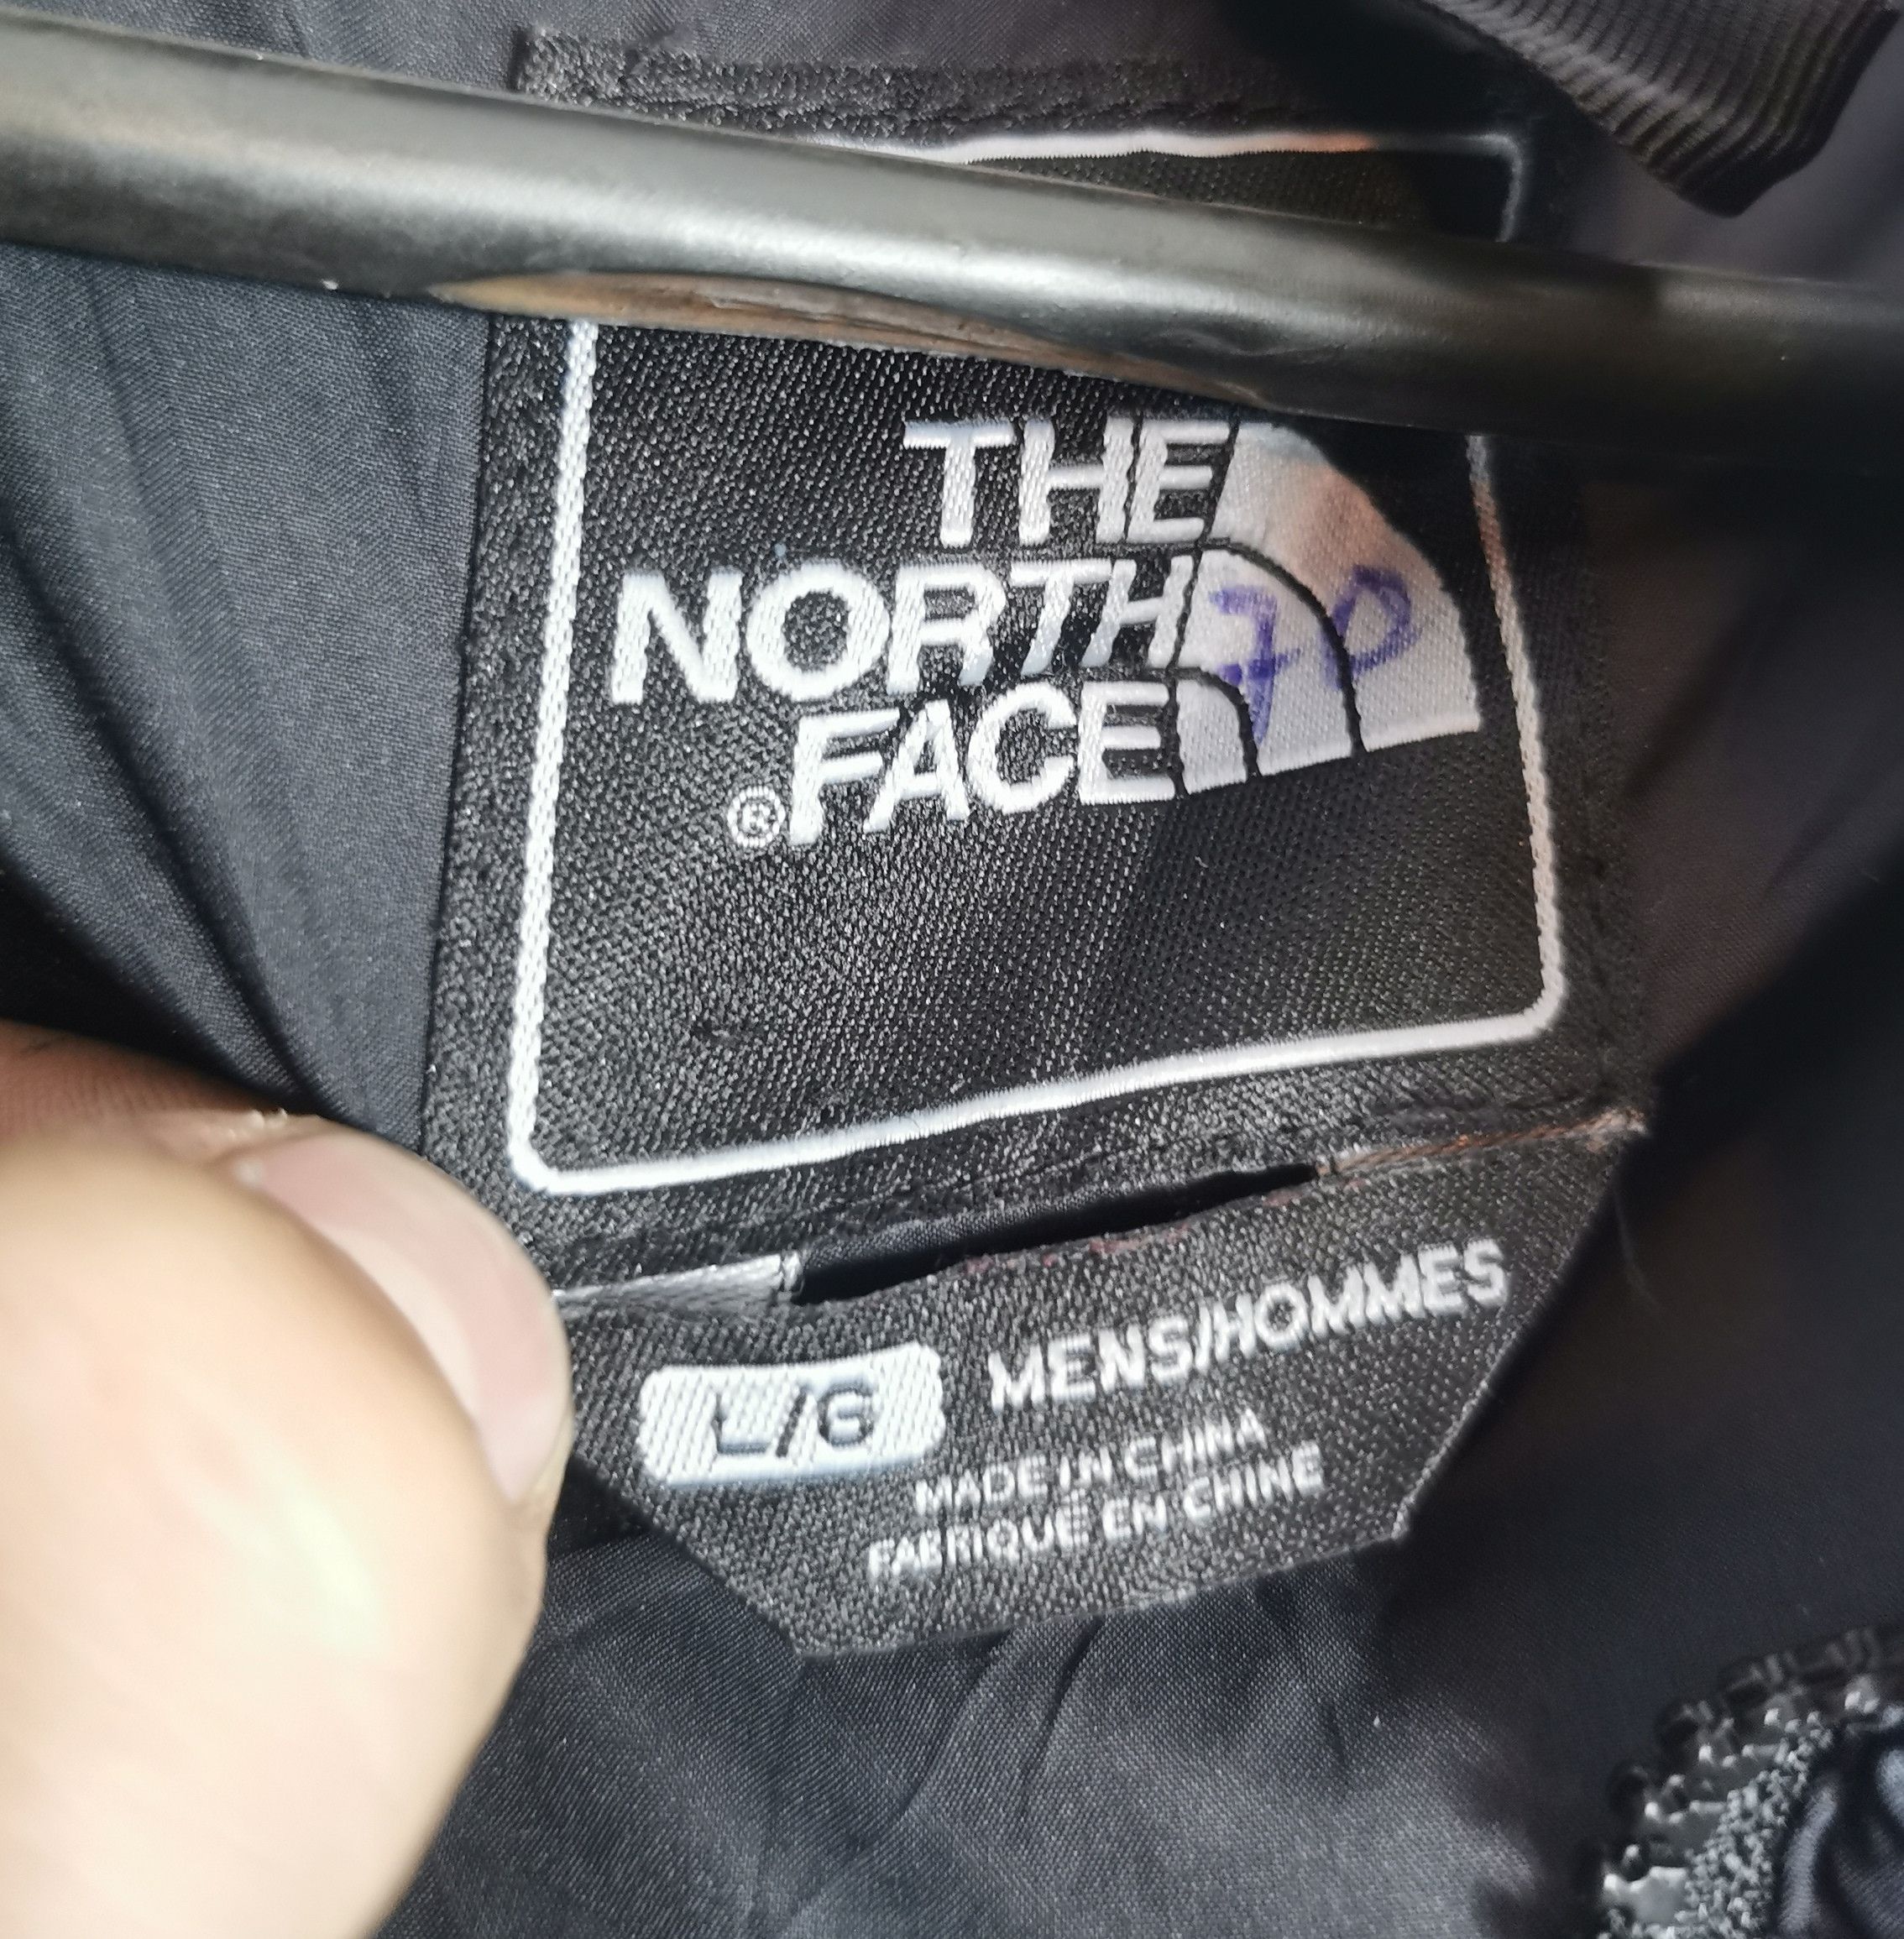 THE
NORTH 70
® FACE
L/G MENS/HOMMES
MADE IN CHINA
FABRIQUÉ EN CHINE